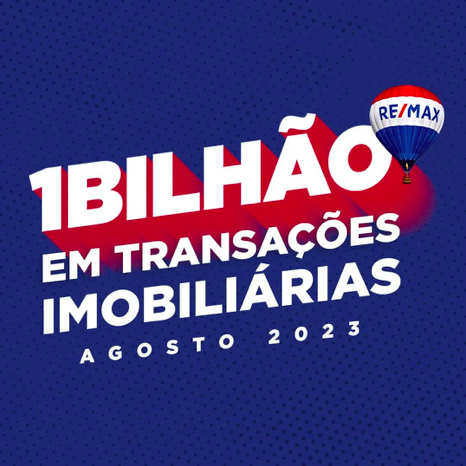 RE/MAX
1BILHÃO
EM TRANSAÇÕES
IMOBILIÁRIAS
AGOSTO 2023